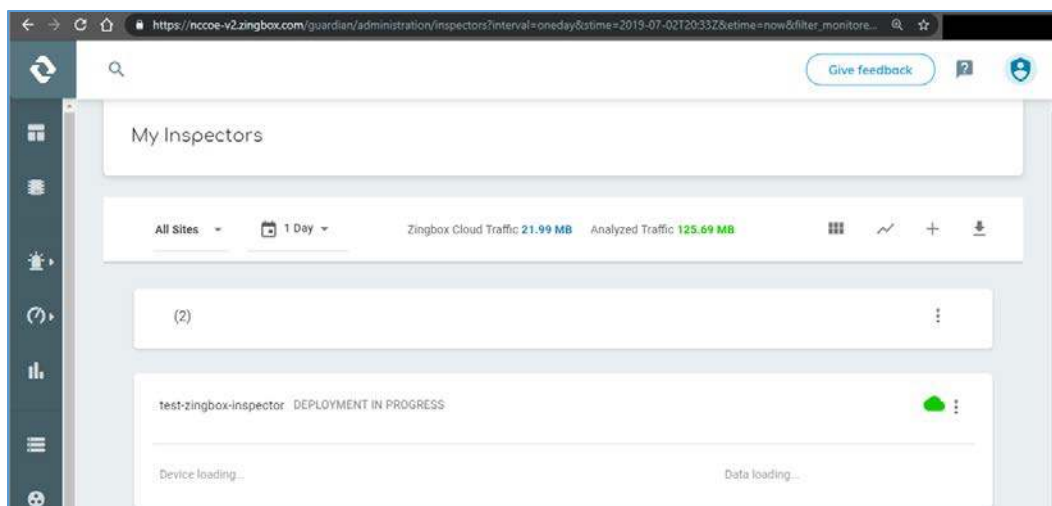 https://nccoe-v2.zingbox.com/guardian/administration/inspectors?interval=oneday&stime=2019-07-02T20:33Z&etime=now&filter_monitore...
Give feedback
?
My Inspectors
All Sites 1 Day Zingbox Cloud Traffic 21.99 MB Analyzed Traffic 125.69 MB
(2)
test-zingbox-inspector DEPLOYMENT IN PROGRESS
Device loading... Data loading...